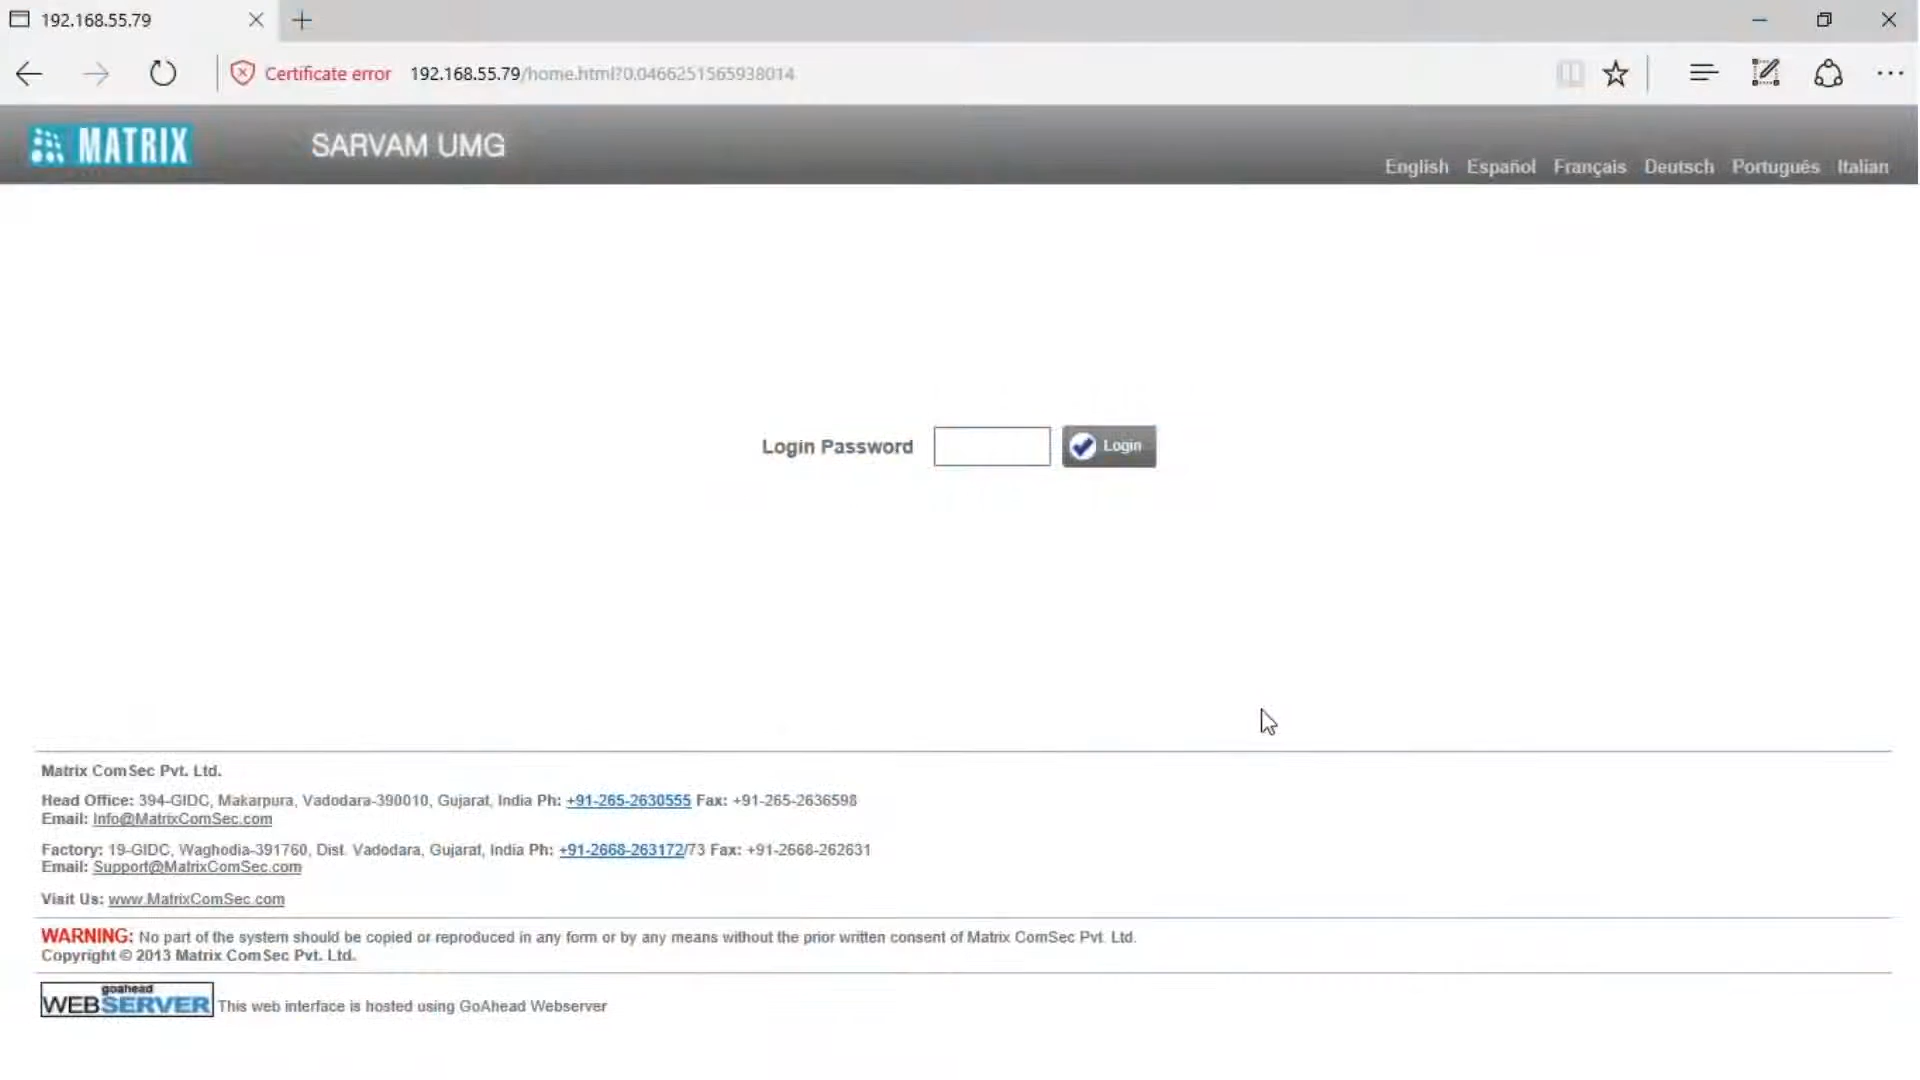 192.168.55.79
Certificate error 192.168.55.79/home.html?0.0466251565938014
MATRIX SARVAM UMG
English Español Français Deutsch Português Italian
Login Password Login
Matrix ComSec Pvt. Ltd.
Head Office: 394-GIDC, Makarpura, Vadodara-390010, Gujarat, India Ph: +91-265-2630555 Fax: +91-265-2636598
Email: Info@MatrixComSec.com
Factory: 19-GIDC, Waghodia-391760, Dist. Vadodara, Gujarat, India Ph: +91-2668-263172/73 Fax: +91-2668-262631
Email: Support@MatrixComSec.com
Visit Us: www.MatrixComSec.com
WARNING: No part of the system should be copied or reproduced in any form or by any means without the prior written consent of Matrix ComSec Pvt. Ltd.
Copyright © 2013 Matrix ComSec Pvt. Ltd.
goahead
WEBSERVER This web interface is hosted using GoAhead Webserver